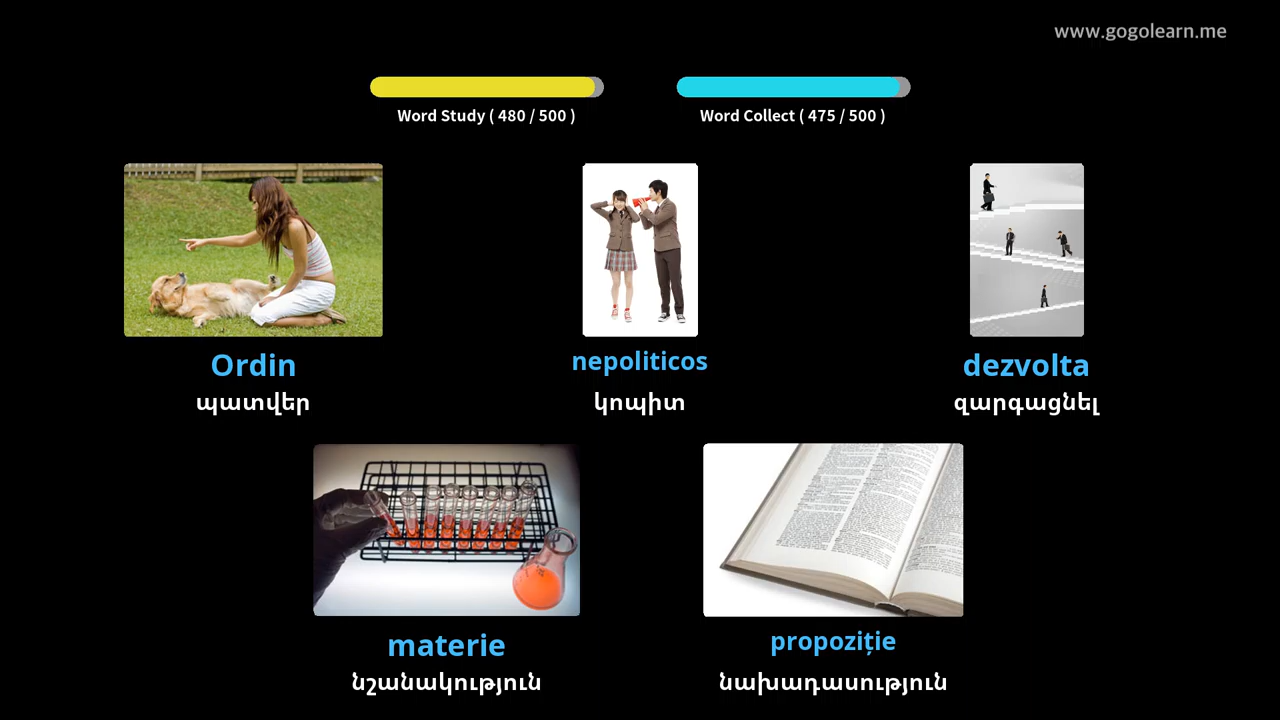 www.gogolearn.me
Word Study ( 480 / 500 )
Word Collect ( 475 / 500 )
Ordin
պատվեր
nepoliticos
կոպիտ
dezvolta
զարգացնել
materie
նշանակություն
propoziție
նախադասություն